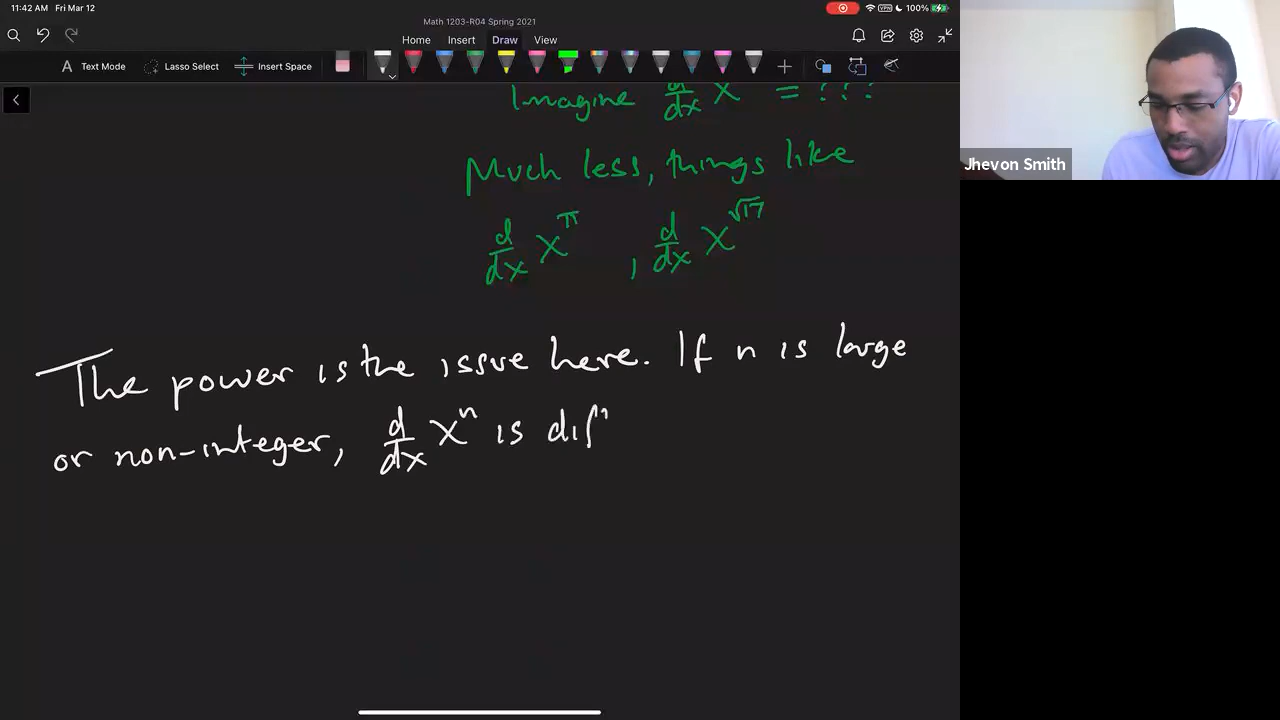 11:42 AM Fri Mar 12
VPN 100%
Math 1203-R04 Spring 2021
Home Insert Draw View
Text Mode Lasso Select Insert Space
Imagine d/dx x = ???
Much less, things like
d/dx x^π , d/dx x^√17
The power is the issue here. If n is large
or non-integer, d/dx x^n is dif
Jhevon Smith